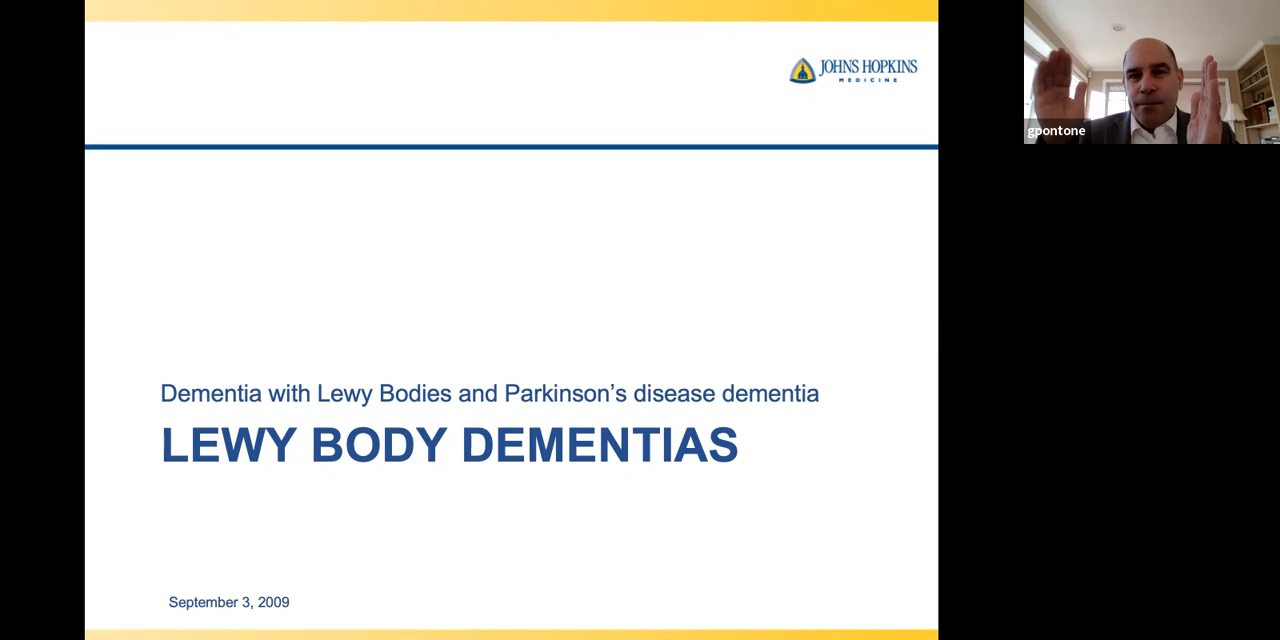 JOHNS HOPKINS
MEDICINE
gpontone
Dementia with Lewy Bodies and Parkinson’s disease dementia
LEWY BODY DEMENTIAS
September 3, 2009